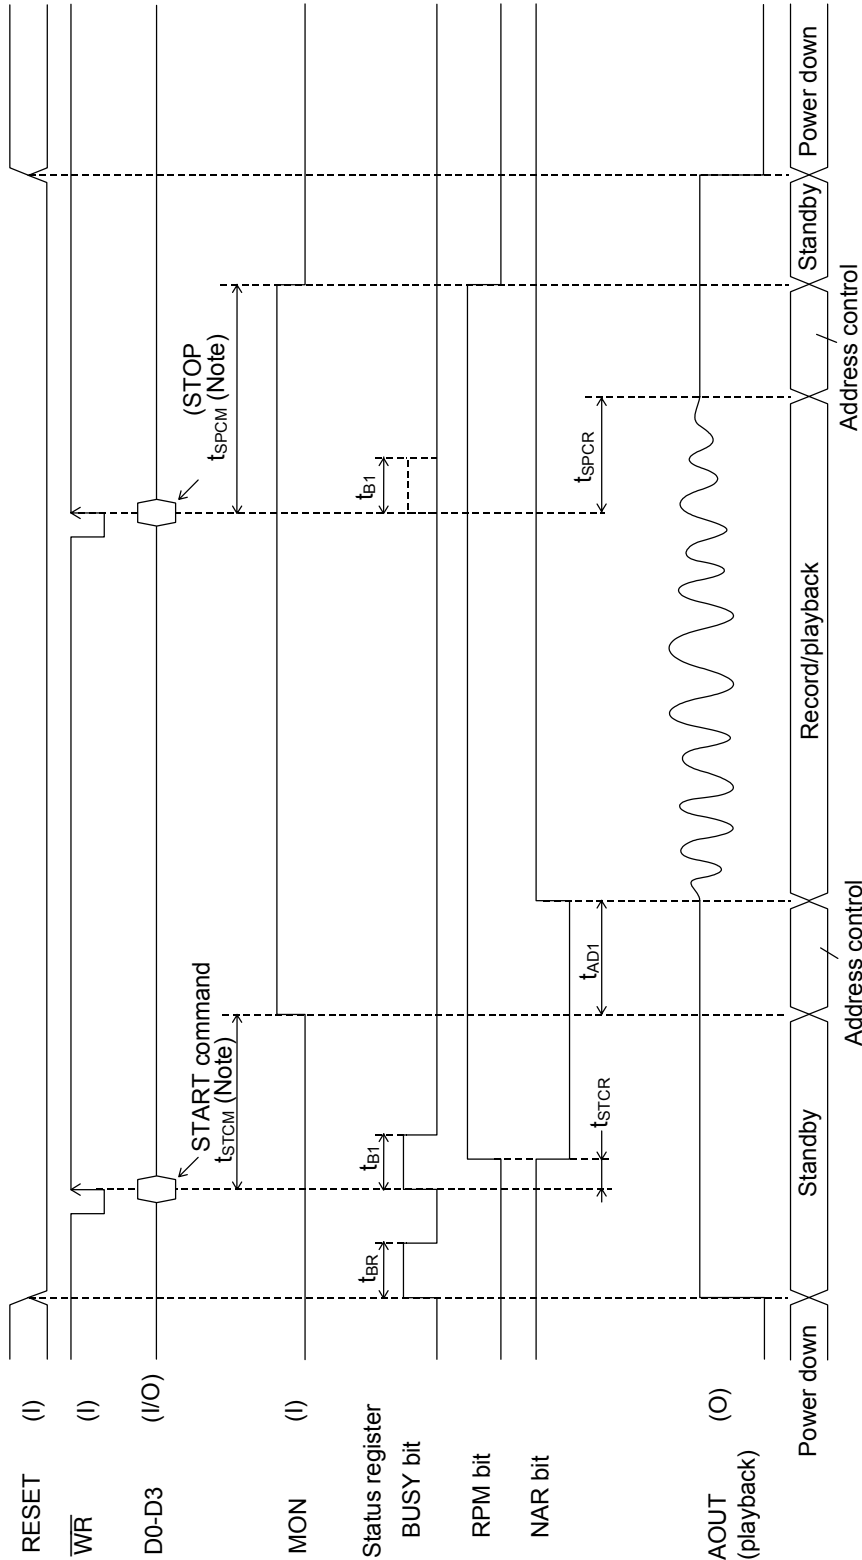 RESET (I)
WR (I)
D0-D3 (I/O)
START command
tSTCM (Note)
(STOP
tSPCM (Note)
MON (I)
Status register
BUSY bit
tBR
tB1
tB1
RPM bit
NAR bit
tSTCR
tAD1
tSPCR
AOUT (O)
(playback)
Power down
Standby
Record/playback
Standby
Power down
Address control
Address control